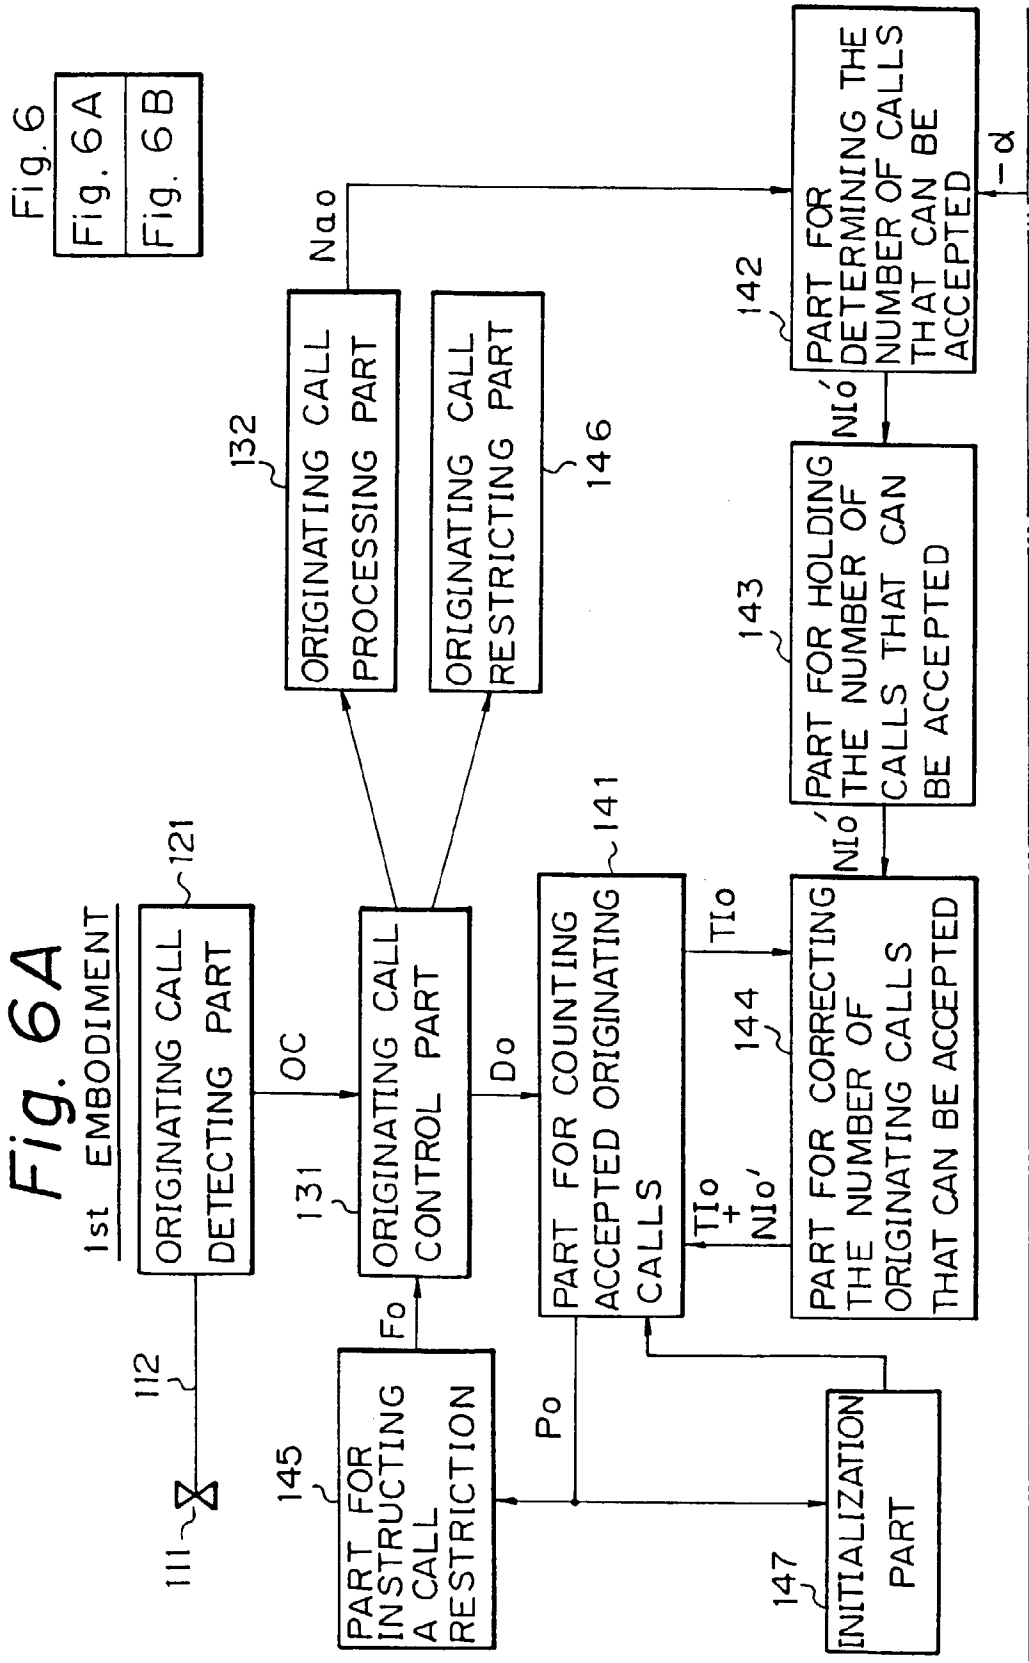 Fig. 6A
1st EMBODIMENT
Fig. 6
Fig. 6A
Fig. 6B
111
112
121
ORIGINATING CALL
DETECTING PART
OC
145
PART FOR
INSTRUCTING
A CALL
RESTRICTION
Fo
131
ORIGINATING CALL
CONTROL PART
132
ORIGINATING CALL
PROCESSING PART
Nao
ORIGINATING CALL
RESTRICTING PART
146
Do
Po
141
PART FOR COUNTING
ACCEPTED ORIGINATING
CALLS
TIo
+
NIo'
TIo
147
INITIALIZATION
PART
144
PART FOR CORRECTING
THE NUMBER OF
ORIGINATING CALLS
THAT CAN BE ACCEPTED
NIo'
143
PART FOR HOLDING
THE NUMBER OF
CALLS THAT CAN
BE ACCEPTED
NIo'
142
PART FOR
DETERMINING THE
NUMBER OF CALLS
THAT CAN BE
ACCEPTED
-α